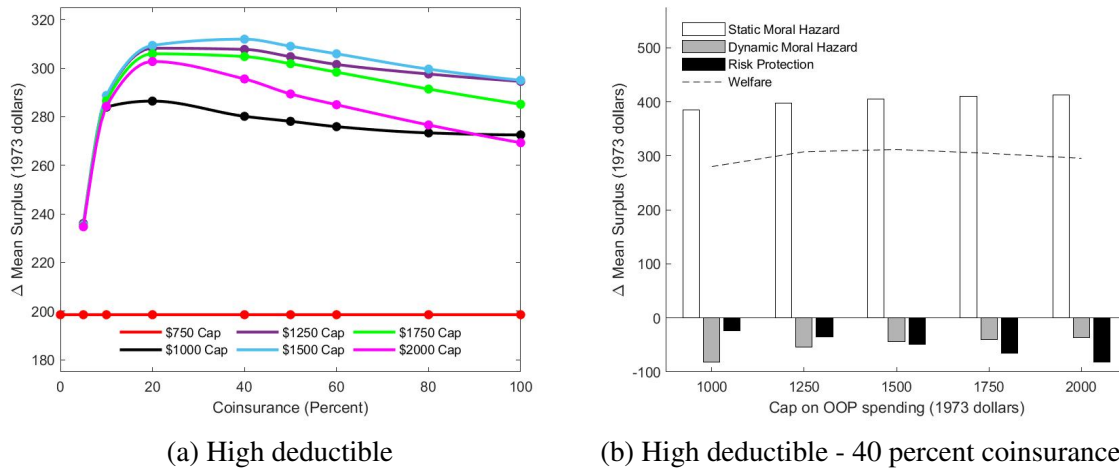 320
300
280
260
240
220
200
180
Δ Mean Surplus (1973 dollars)
$750 Cap
$1250 Cap
$1750 Cap
$1000 Cap
$1500 Cap
$2000 Cap
0
20
40
60
80
100
Coinsurance (Percent)
(a) High deductible
Static Moral Hazard
Dynamic Moral Hazard
Risk Protection
Welfare
500
400
300
200
100
0
-100
Δ Mean Surplus (1973 dollars)
1000
1250
1500
1750
2000
Cap on OOP spending (1973 dollars)
(b) High deductible - 40 percent coinsurance